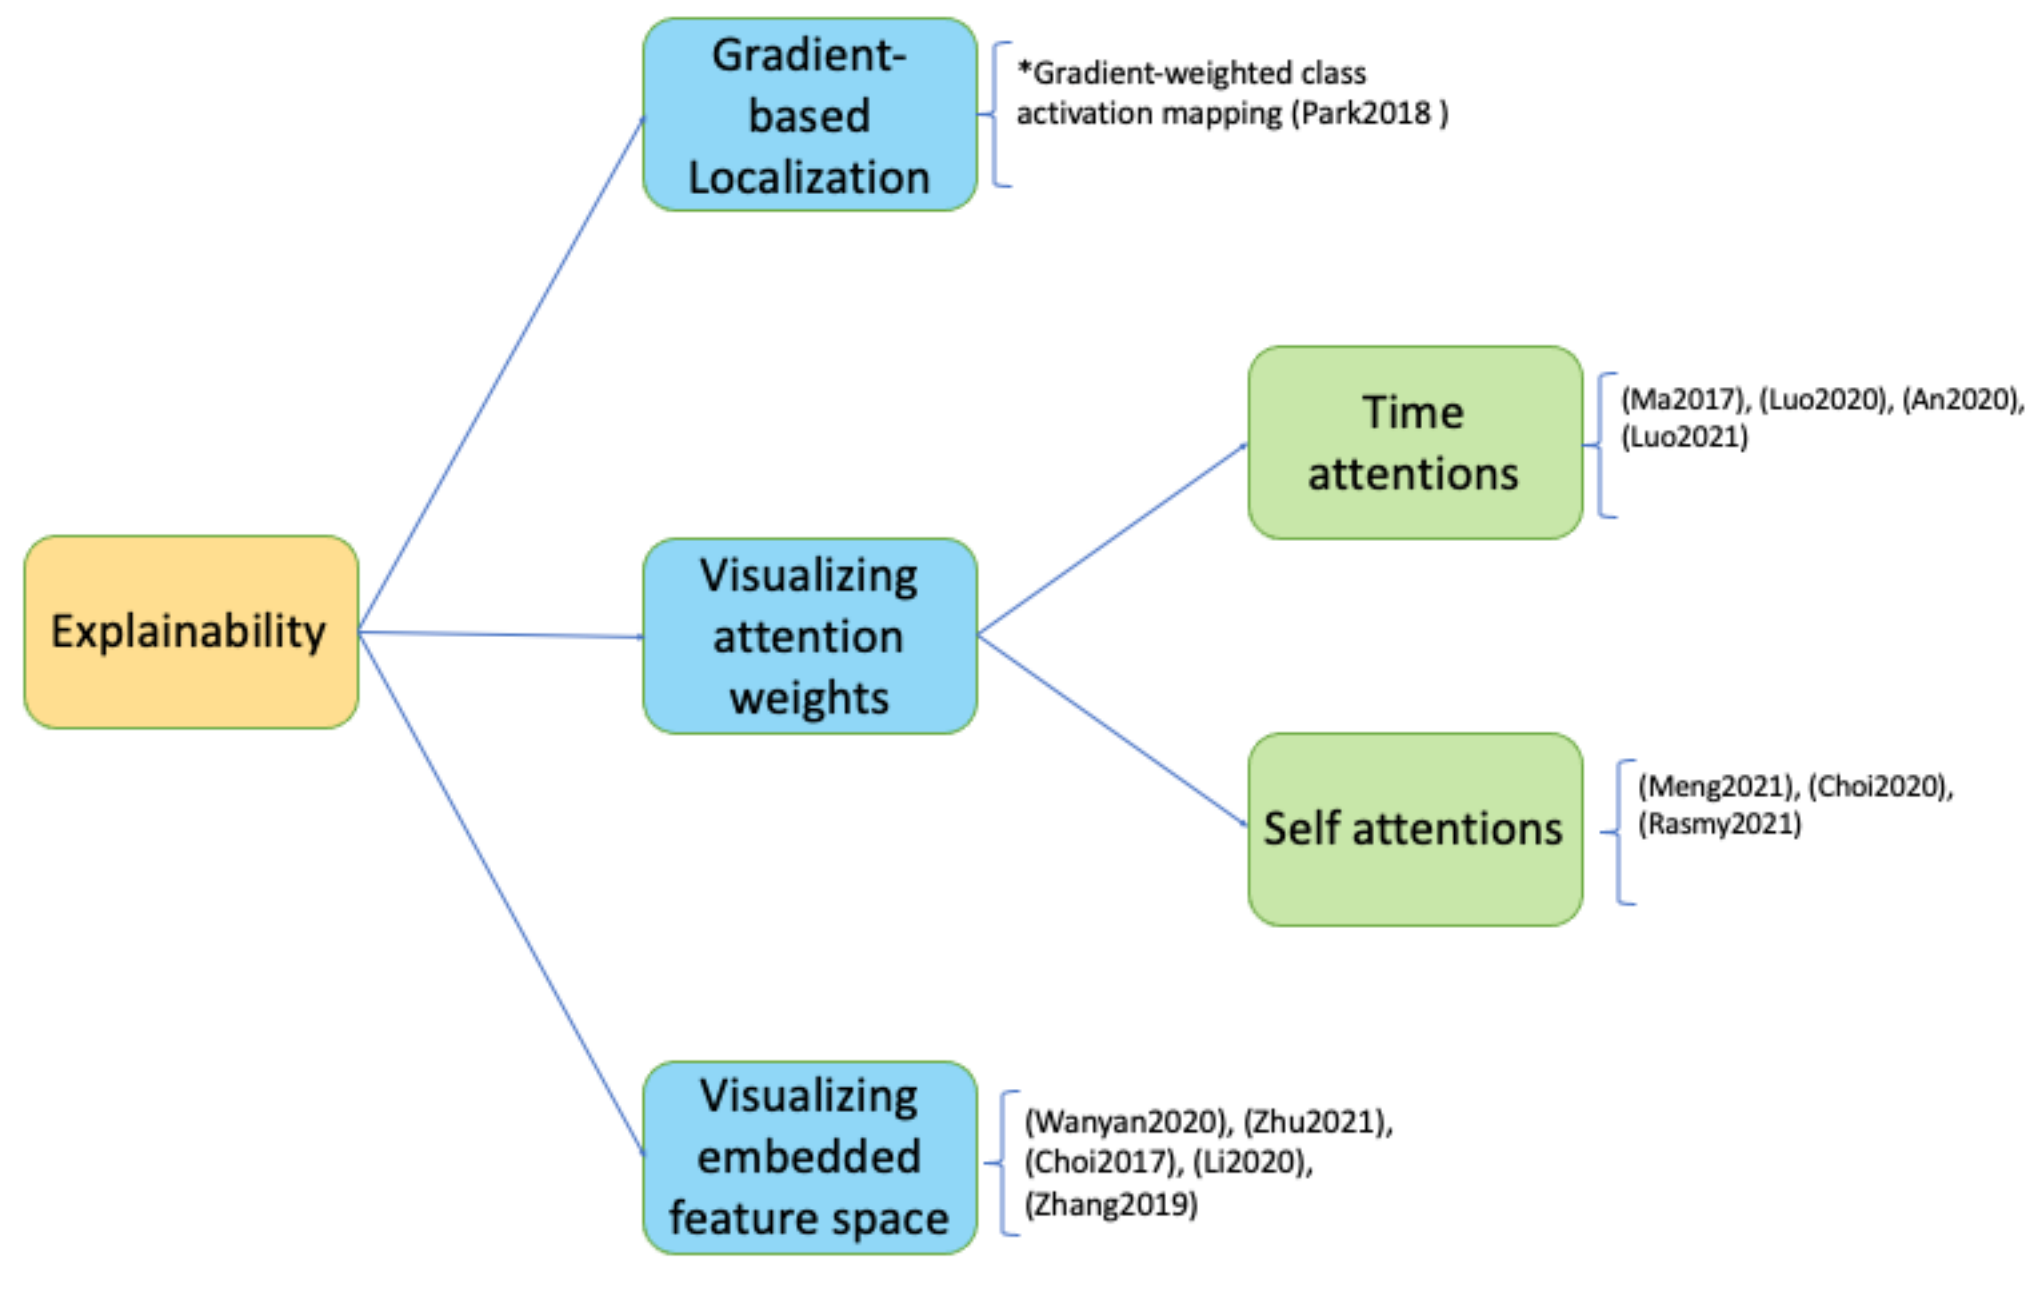 Gradient-
based
Localization
*Gradient-weighted class
activation mapping (Park2018 )
Time
attentions
(Ma2017), (Luo2020), (An2020),
(Luo2021)
Explainability
Visualizing
attention
weights
Self attentions
(Meng2021), (Choi2020),
(Rasmy2021)
Visualizing
embedded
feature space
(Wanyan2020), (Zhu2021),
(Choi2017), (Li2020),
(Zhang2019)